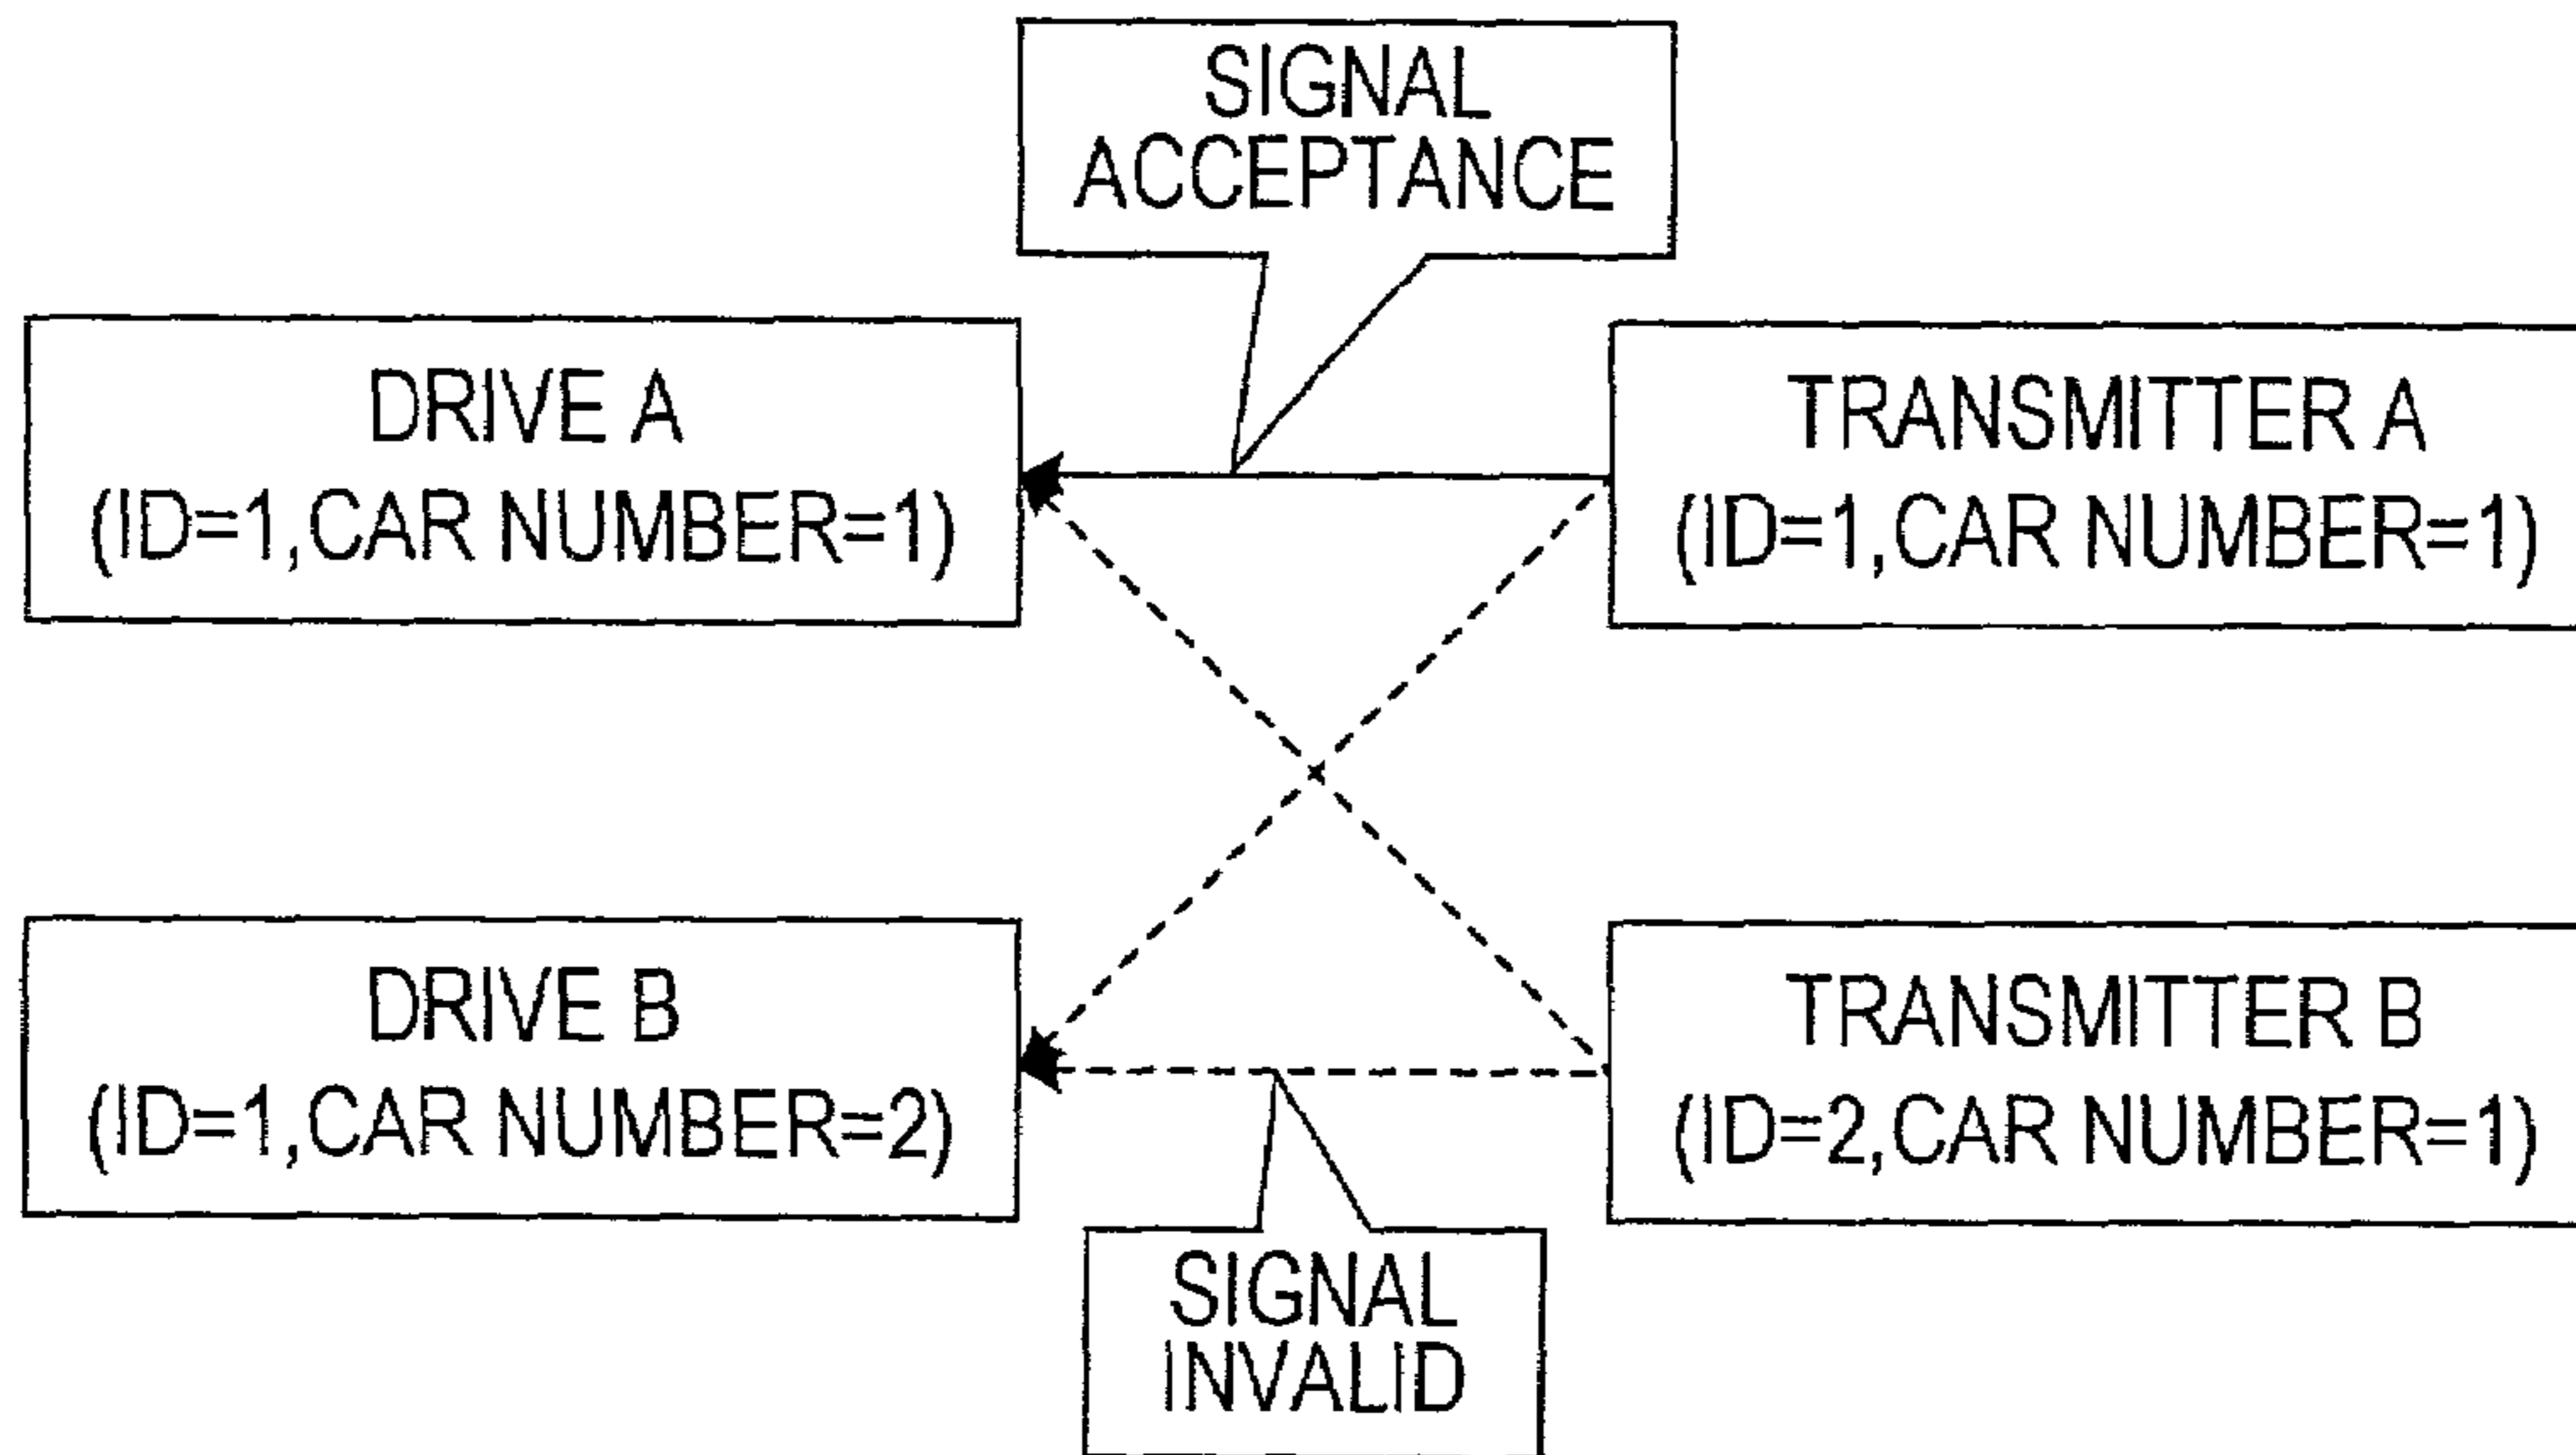 SIGNAL
ACCEPTANCE
DRIVE A
(ID=1,CAR NUMBER=1)
TRANSMITTER A
(ID=1,CAR NUMBER=1)
DRIVE B
(ID=1,CAR NUMBER=2)
TRANSMITTER B
(ID=2,CAR NUMBER=1)
SIGNAL
INVALID